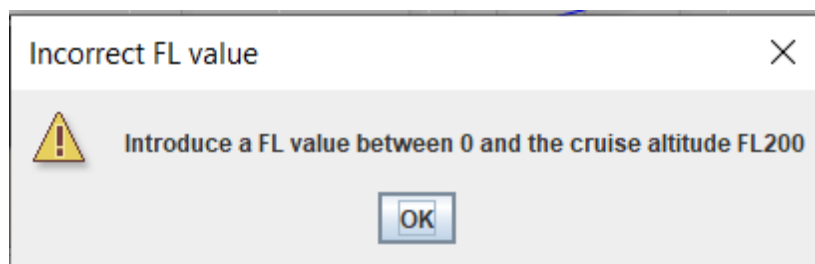 Incorrect FL value
Introduce a FL value between 0 and the cruise altitude FL200
OK